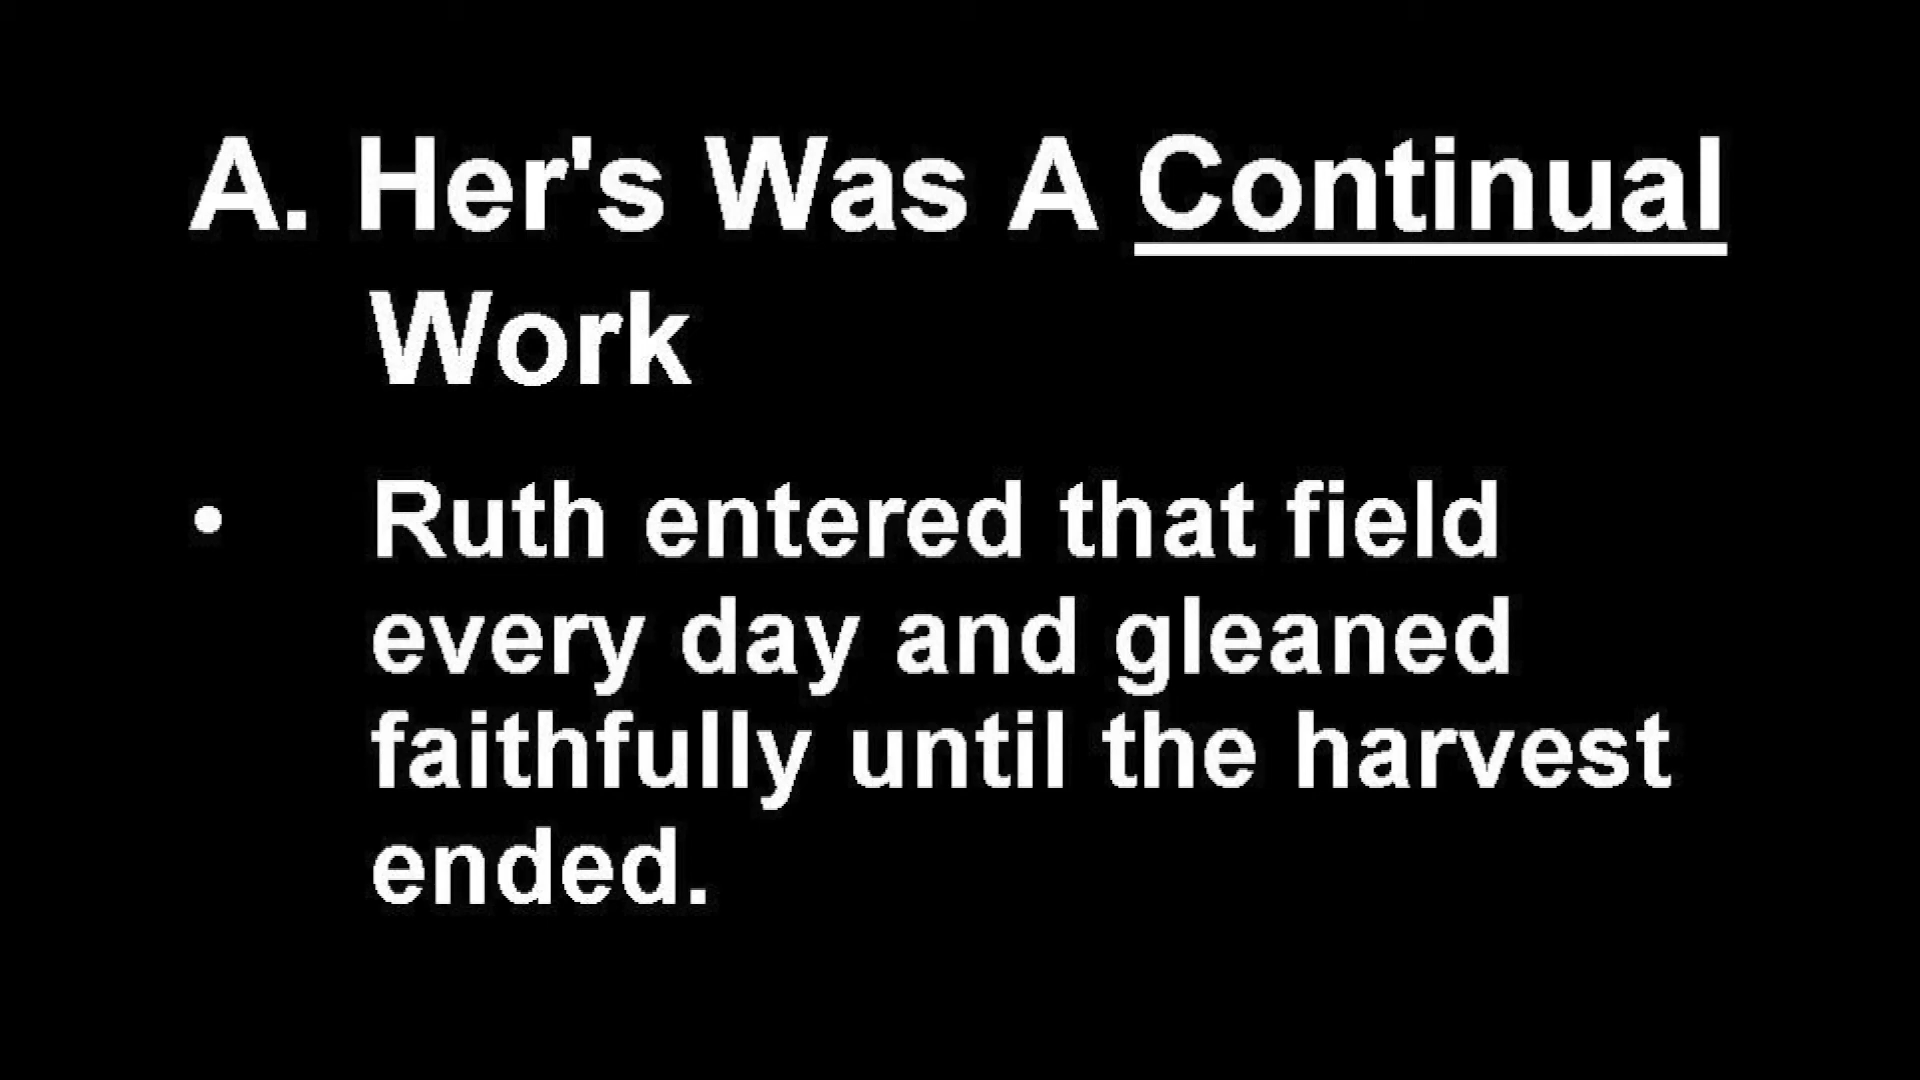 A. Her's Was A Continual
Work
• Ruth entered that field
every day and gleaned
faithfully until the harvest
ended.